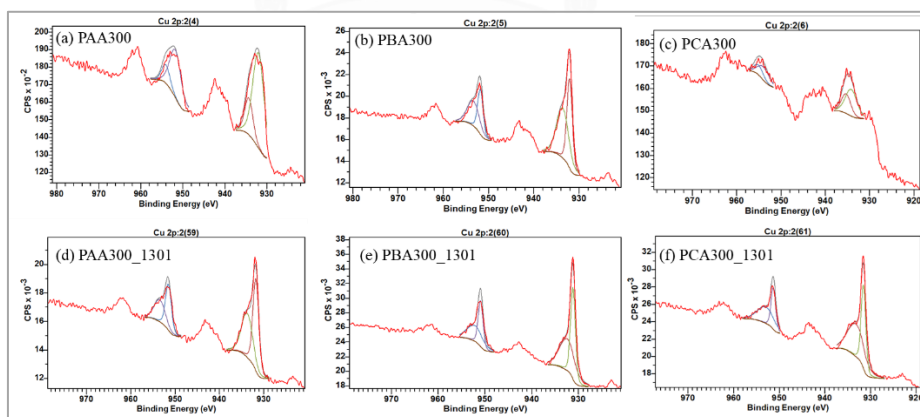 Cu 2p:2(4)
(a) PAA300
CPS x 10⁻²
190
180
170
160
150
140
130
120
980 970 960 950 940 930
Binding Energy (eV)
Cu 2p:2(5)
(b) PBA300
CPS x 10⁻³
26
24
22
20
18
16
14
12
970 960 950 940 930
Binding Energy (eV)
Cu 2p:2(6)
(c) PCA300
CPS x 10⁻²
180
170
160
150
140
130
120
970 960 950 940 930 920
Binding Energy (eV)
Cu 2p:2(59)
(d) PAA300_1301
CPS x 10⁻³
20
18
16
14
12
970 960 950 940 930
Binding Energy (eV)
Cu 2p:2(60)
(e) PBA300_1301
CPS x 10⁻³
36
34
32
30
28
26
24
22
20
18
970 960 950 940 930
Binding Energy (eV)
Cu 2p:2(61)
(f) PCA300_1301
CPS x 10⁻³
34
32
30
28
26
24
22
20
18
970 960 950 940 930 920
Binding Energy (eV)